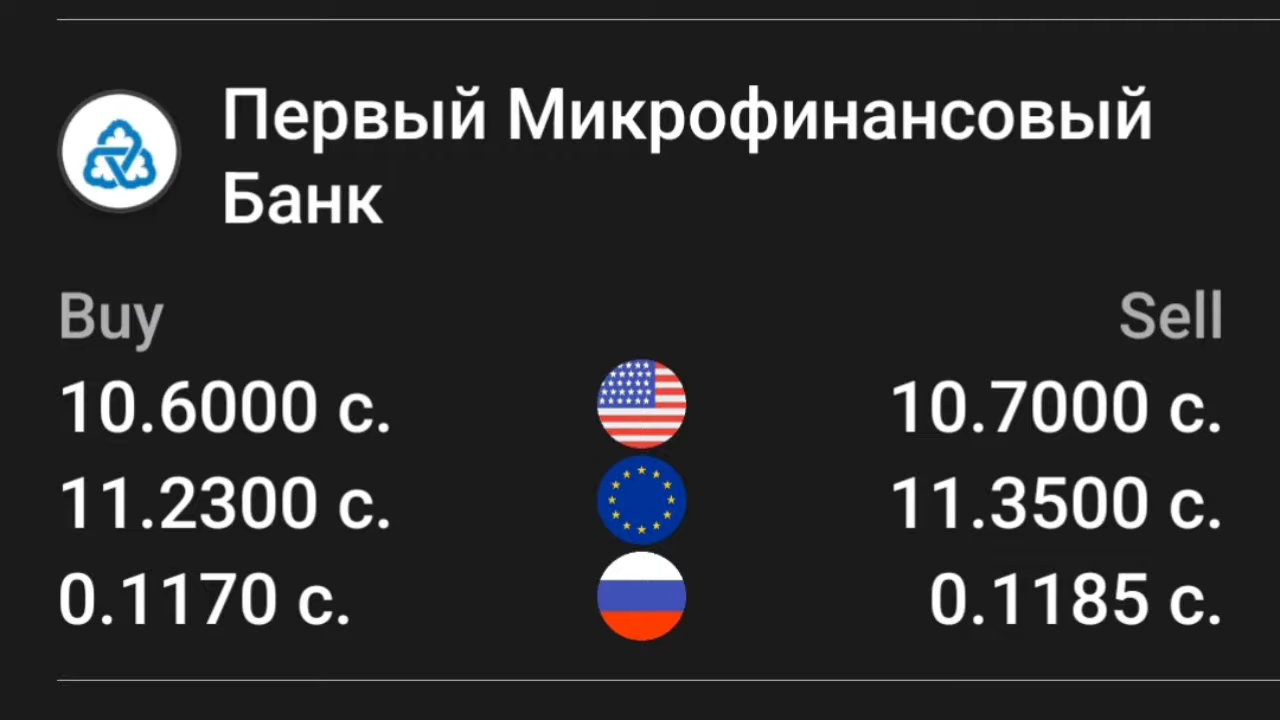 Первый Микрофинансовый
Банк
Buy Sell
10.6000 с. 10.7000 с.
11.2300 с. 11.3500 с.
0.1170 с. 0.1185 с.